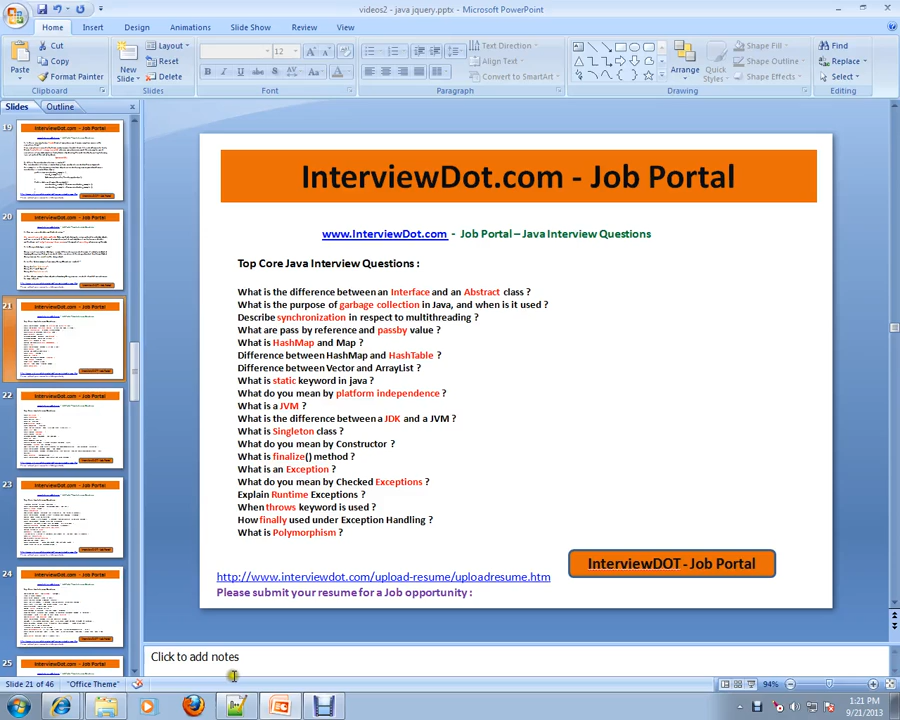 videos2 - java jquery.pptx - Microsoft PowerPoint
Home Insert Design Animations Slide Show Review View
Paste Cut Copy Format Painter
New Slide Layout Reset Delete
12
Text Direction Align Text Convert to SmartArt
Arrange Quick Styles Shape Fill Shape Outline Shape Effects
Find Replace Select
Clipboard Slides Font Paragraph Drawing Editing
Slides Outline
19
20
21
22
23
24
25
InterviewDot.com - Job Portal
www.InterviewDot.com - Job Portal – Java Interview Questions
Top Core Java Interview Questions :
What is the difference between an Interface and an Abstract class ?
What is the purpose of garbage collection in Java, and when is it used ?
Describe synchronization in respect to multithreading ?
What are pass by reference and passby value ?
What is HashMap and Map ?
Difference between HashMap and HashTable ?
Difference between Vector and ArrayList ?
What is static keyword in java ?
What do you mean by platform independence ?
What is a JVM ?
What is the difference between a JDK and a JVM ?
What is Singleton class ?
What do you mean by Constructor ?
What is finalize() method ?
What is an Exception ?
What do you mean by Checked Exceptions ?
Explain Runtime Exceptions ?
When throws keyword is used ?
How finally used under Exception Handling ?
What is Polymorphism ?
InterviewDOT - Job Portal
http://www.interviewdot.com/upload-resume/uploadresume.htm
Please submit your resume for a Job opportunity :
Click to add notes
Slide 21 of 46 "Office Theme" 94%
1:21 PM
9/21/2013